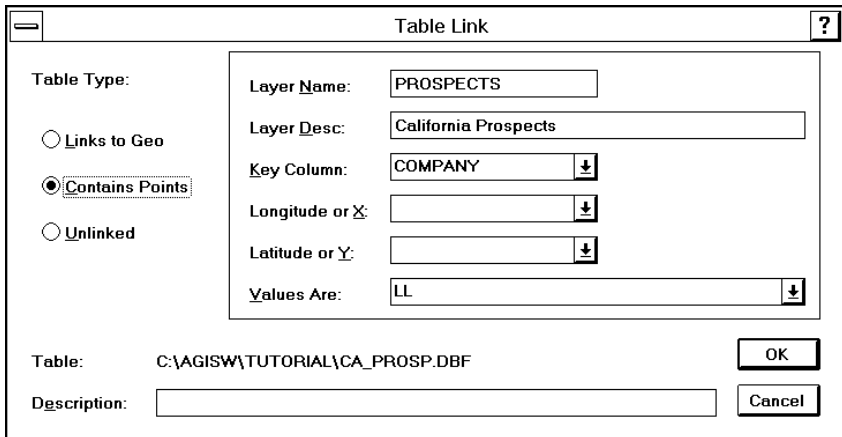 Table Link
?
Table Type:
Links to Geo
Contains Points
Unlinked
Layer Name: PROSPECTS
Layer Desc: California Prospects
Key Column: COMPANY
Longitude or X:
Latitude or Y:
Values Are: LL
Table: C:\AGISW\TUTORIAL\CA_PROSP.DBF
OK
Description:
Cancel